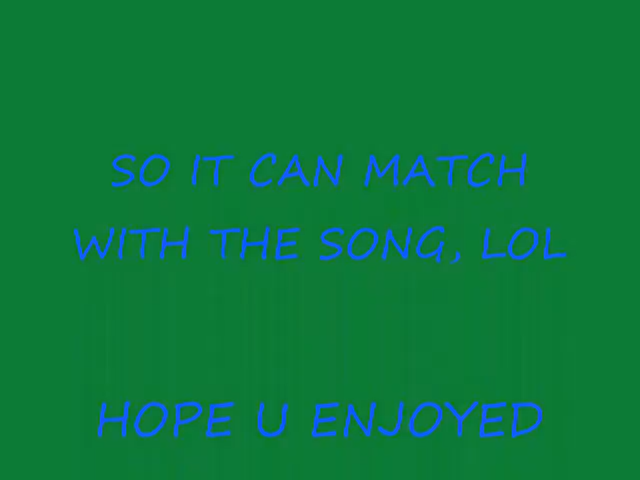 SO IT CAN MATCH
WITH THE SONG, LOL
HOPE U ENJOYED